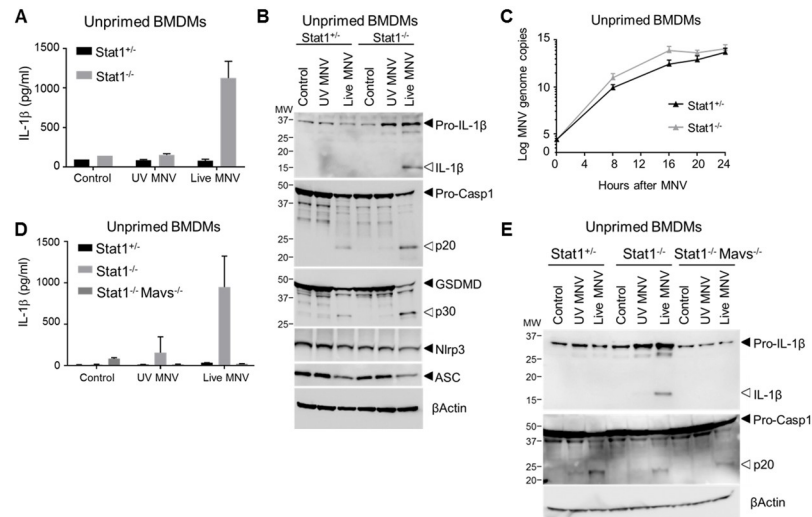 A
Unprimed BMDMs
IL-1β (pg/ml)
1500
1000
500
0
Stat1+/-
Stat1-/-
Control UV MNV Live MNV
B
Unprimed BMDMs
Stat1+/- Stat1-/-
Control UV MNV Live MNV Control UV MNV Live MNV
MW
37
25
20
15
Pro-IL-1β
IL-1β
50
37
25
20
Pro-Casp1
p20
50
37
25
GSDMD
p30
Nlrp3
ASC
βActin
C
Unprimed BMDMs
Log MNV genome copies
15
10
5
5
0
Stat1+/-
Stat1-/-
0 8 16 20 24
Hours after MNV
D
Unprimed BMDMs
IL-1β (pg/ml)
1500
1000
500
0
Stat1+/-
Stat1-/-
Stat1-/- Mavs-/-
Control UV MNV Live MNV
E
Unprimed BMDMs
Stat1+/- Stat1-/- Stat1-/- Mavs-/-
Control UV MNV Live MNV Control UV MNV Live MNV Control UV MNV Live MNV
MW
37
25
15
Pro-IL-1β
IL-1β
50
37
25
20
Pro-Casp1
p20
βActin